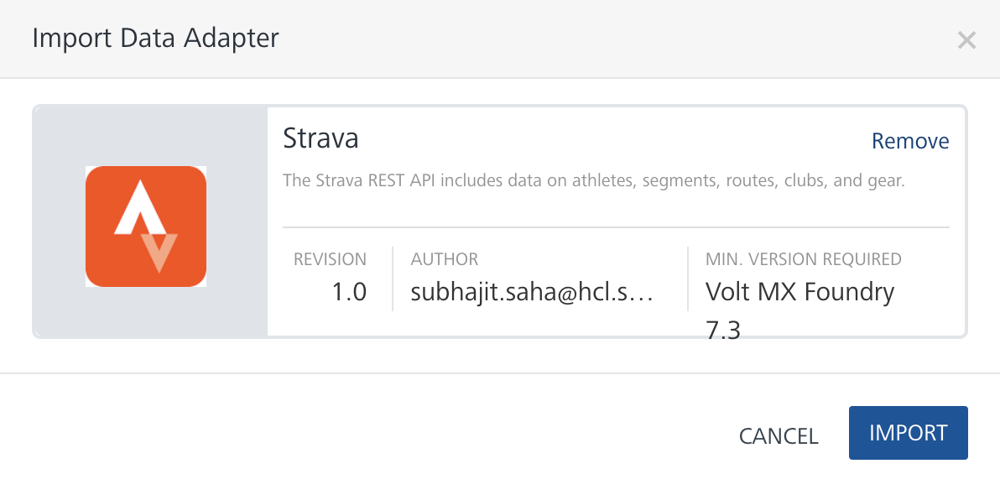 Import Data Adapter
Strava
Remove
The Strava REST API includes data on athletes, segments, routes, clubs, and gear.
REVISION
1.0
AUTHOR
subhajit.saha@hcl.s...
MIN. VERSION REQUIRED
Volt MX Foundry
7.3
CANCEL
IMPORT